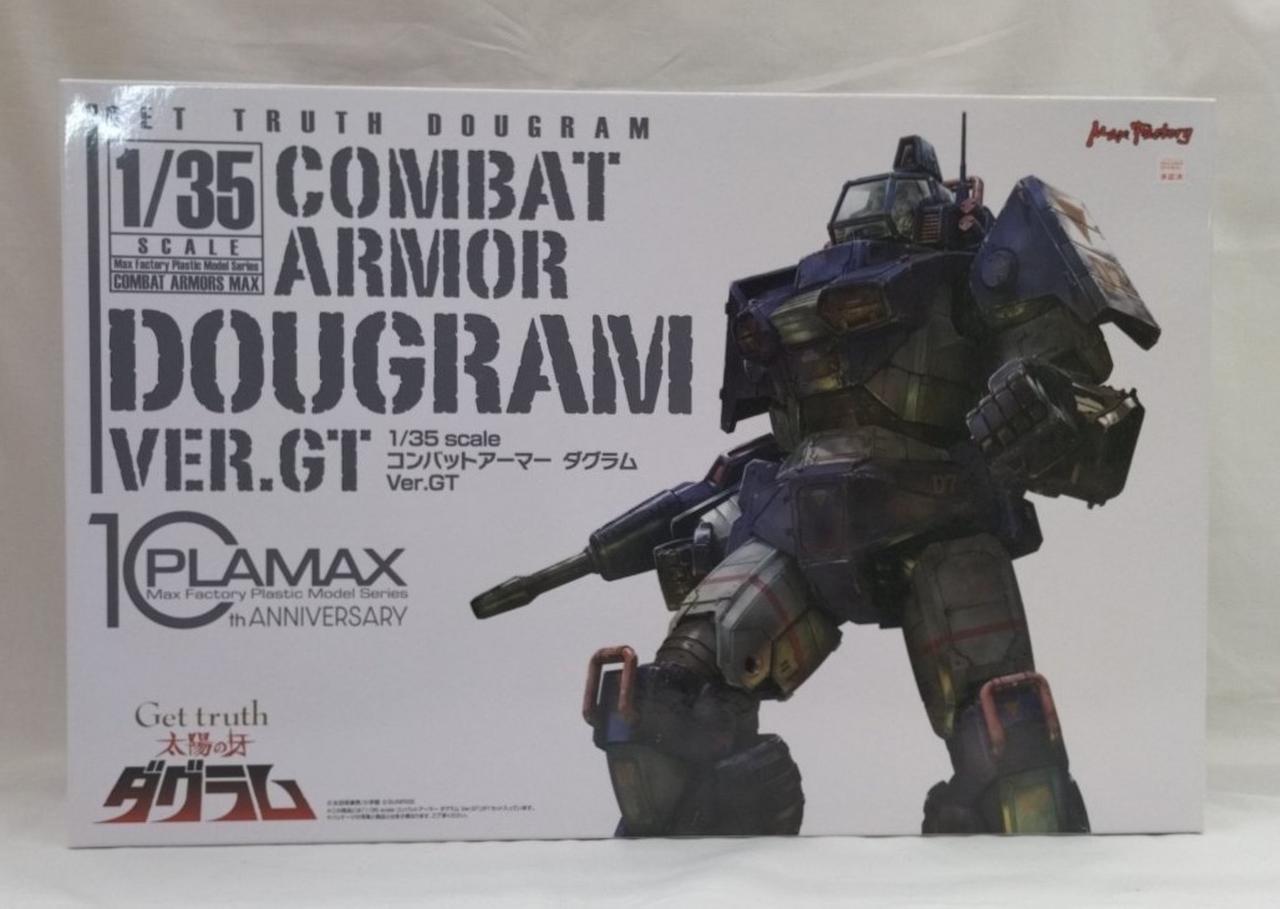 GET TRUTH DOUGRAM
1/35
SCALE
Max Factory Plastic Model Series
COMBAT ARMORS MAX
COMBAT
ARMOR
DOUGRAM
VER.GT
1/35 scale
コンバットアーマー ダグラム
Ver.GT
10
PLAMAX
Max Factory Plastic Model Series
th ANNIVERSARY
Get truth
太陽の牙
ダグラム
Max Factory
D7